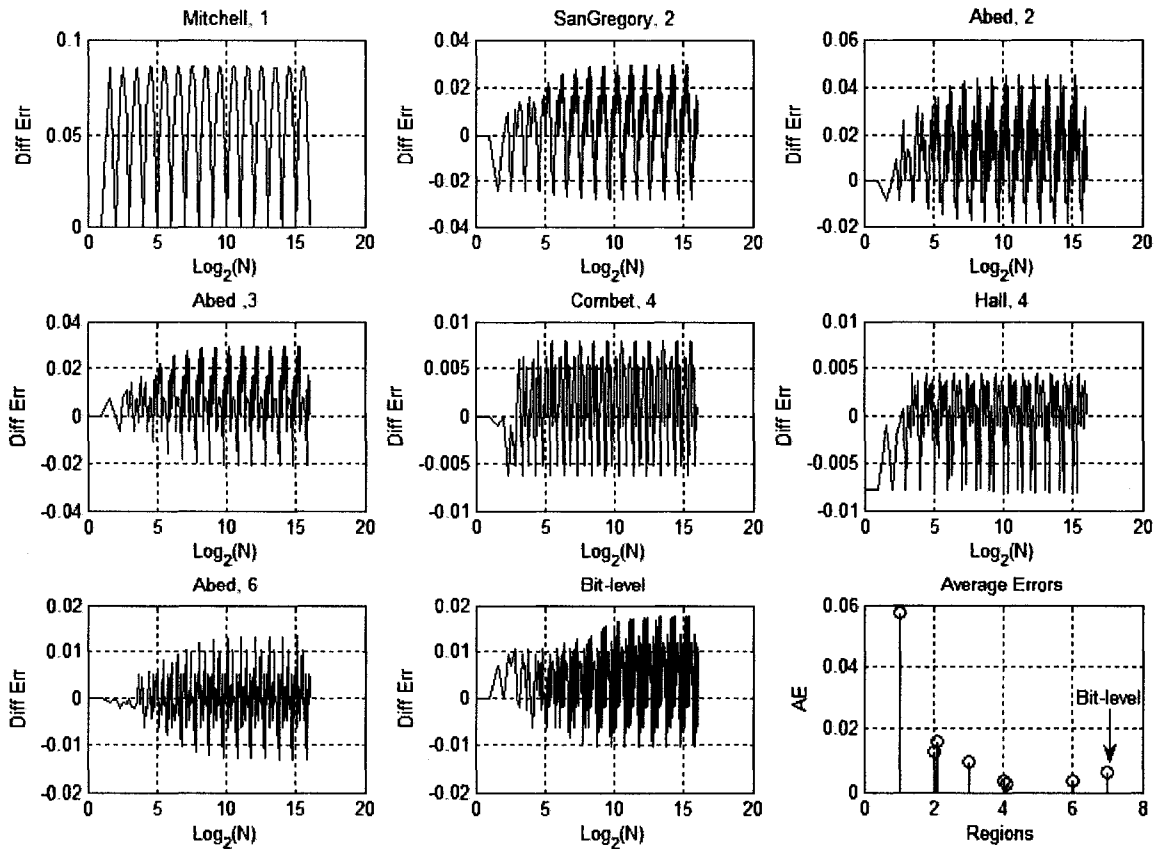 Mitchell, 1
0.1
0.05
0
Diff Err
0 5 10 15 20
Log2(N)
SanGregory, 2
0.04
0.02
0
-0.02
-0.04
Diff Err
0 5 10 15 20
Log2(N)
Abed, 2
0.06
0.04
0.02
0
-0.02
Diff Err
0 5 10 15 20
Log2(N)
Abed ,3
0.04
0.02
0
-0.02
-0.04
Diff Err
0 5 10 15 20
Log2(N)
Combet, 4
0.01
0.005
0
-0.005
-0.01
Diff Err
0 5 10 15 20
Log2(N)
Hall, 4
0.01
0.005
0
-0.005
-0.01
Diff Err
0 5 10 15 20
Log2(N)
Abed, 6
0.02
0.01
0
-0.01
-0.02
Diff Err
0 5 10 15 20
Log2(N)
Bit-level
0.02
0.01
0
-0.01
-0.02
Diff Err
0 5 10 15 20
Log2(N)
Average Errors
0.06
0.04
0.02
0
AE
Bit-level
0 2 4 6 8
Regions